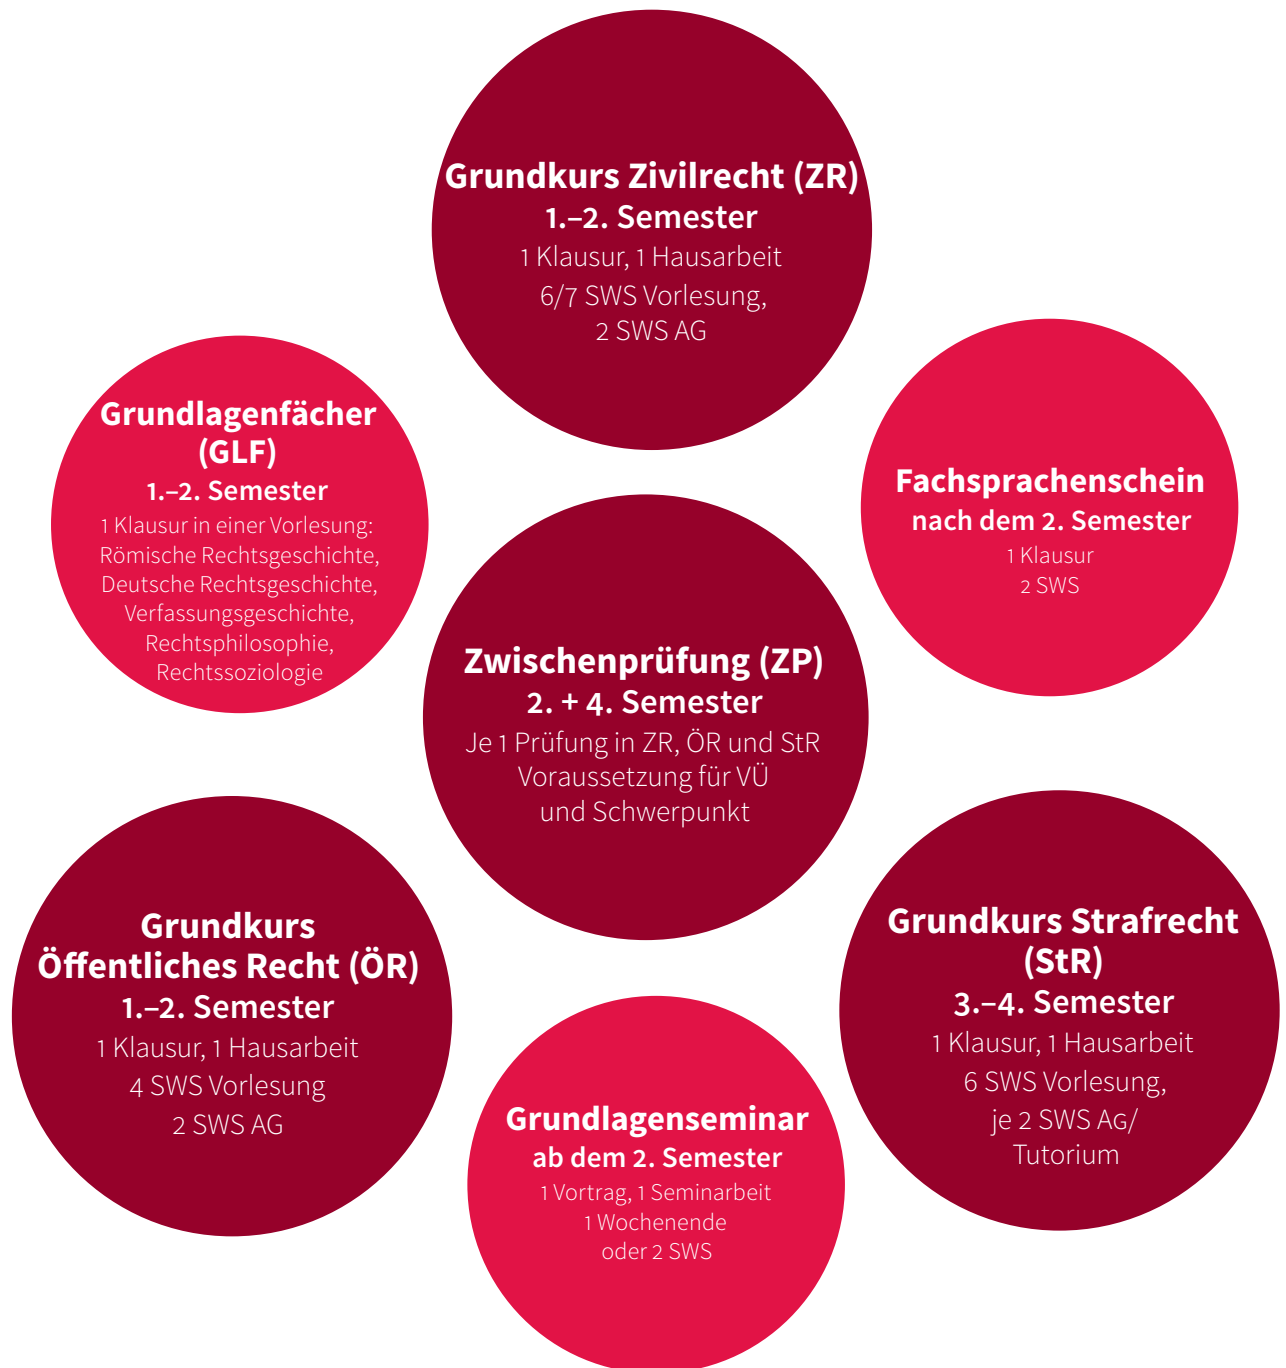 Grundkurs Zivilrecht (ZR)
1.–2. Semester
1 Klausur, 1 Hausarbeit
6/7 SWS Vorlesung,
2 SWS AG
Grundlagenfächer
(GLF)
1.–2. Semester
1 Klausur in einer Vorlesung:
Römische Rechtsgeschichte,
Deutsche Rechtsgeschichte,
Verfassungsgeschichte,
Rechtsphilosophie,
Rechtssoziologie
Fachsprachenschein
nach dem 2. Semester
1 Klausur
2 SWS
Zwischenprüfung (ZP)
2. + 4. Semester
Je 1 Prüfung in ZR, ÖR und StR
Voraussetzung für VÜ
und Schwerpunkt
Grundkurs
Öffentliches Recht (ÖR)
1.–2. Semester
1 Klausur, 1 Hausarbeit
4 SWS Vorlesung
2 SWS AG
Grundkurs Strafrecht
(StR)
3.–4. Semester
1 Klausur, 1 Hausarbeit
6 SWS Vorlesung,
je 2 SWS AG/
Tutorium
Grundlagenseminar
ab dem 2. Semester
1 Vortrag, 1 Seminarbeit
1 Wochenende
oder 2 SWS